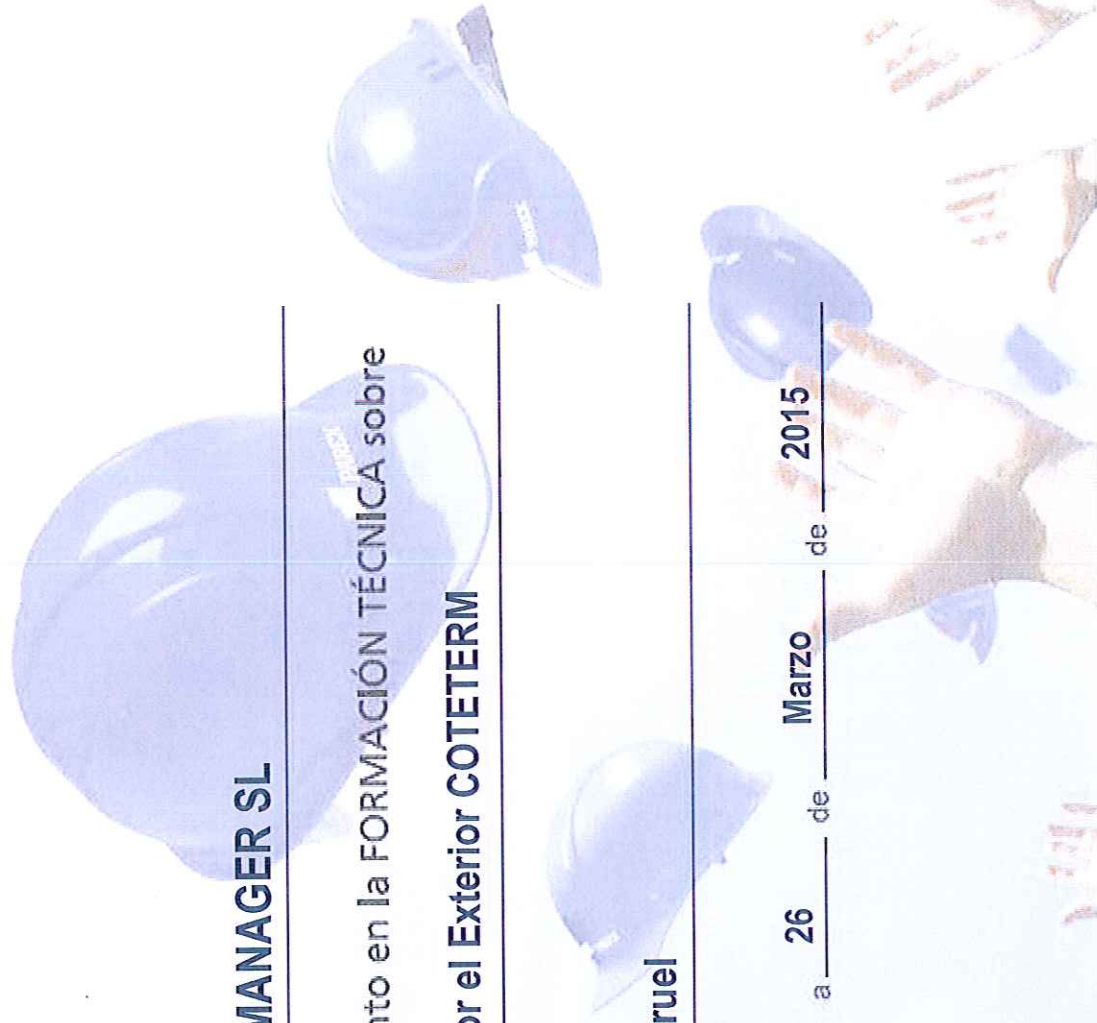 MANAGER SL
nto en la FORMACIÓN TÉCNICA sobre
or el Exterior COTETERM
ruel
a 26 de Marzo de 2015